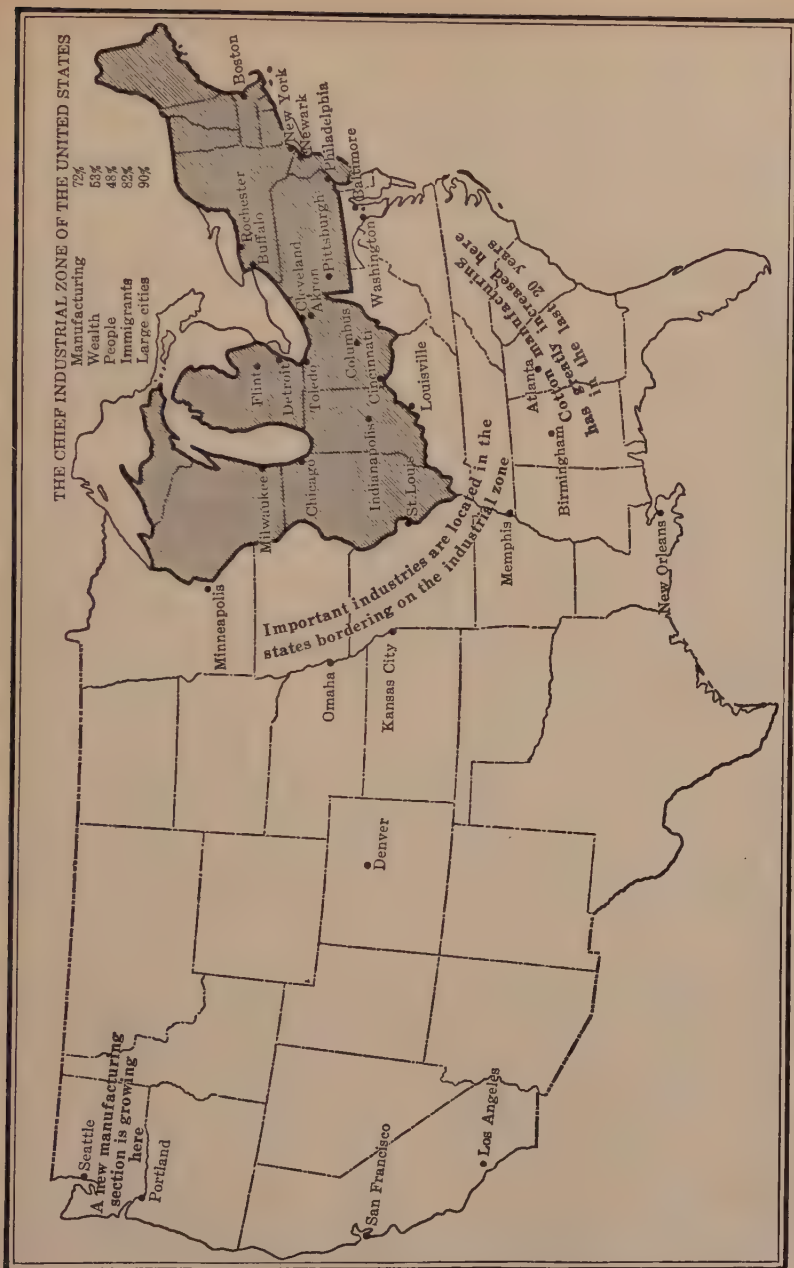 THE CHIEF INDUSTRIAL ZONE OF THE UNITED STATES
Manufacturing 72%
Wealth 53%
People 48%
Immigrants 82%
Large cities 90%
Seattle
A new manufacturing
section is growing
here
Portland
San Francisco
Los Angeles
Denver
Minneapolis
Omaha
Kansas City
Important industries are located in the
states bordering on the industrial zone
Milwaukee
Chicago
Flint
Detroit
Toledo
Cleveland
Akron
Columbus
Cincinnati
Indianapolis
St. Louis
Louisville
Rochester
Buffalo
Pittsburgh
Boston
New York
Newark
Philadelphia
Baltimore
Washington
Memphis
Atlanta
Birmingham
Cotton manufacturing
has greatly increased here
in the last 20 years
New Orleans